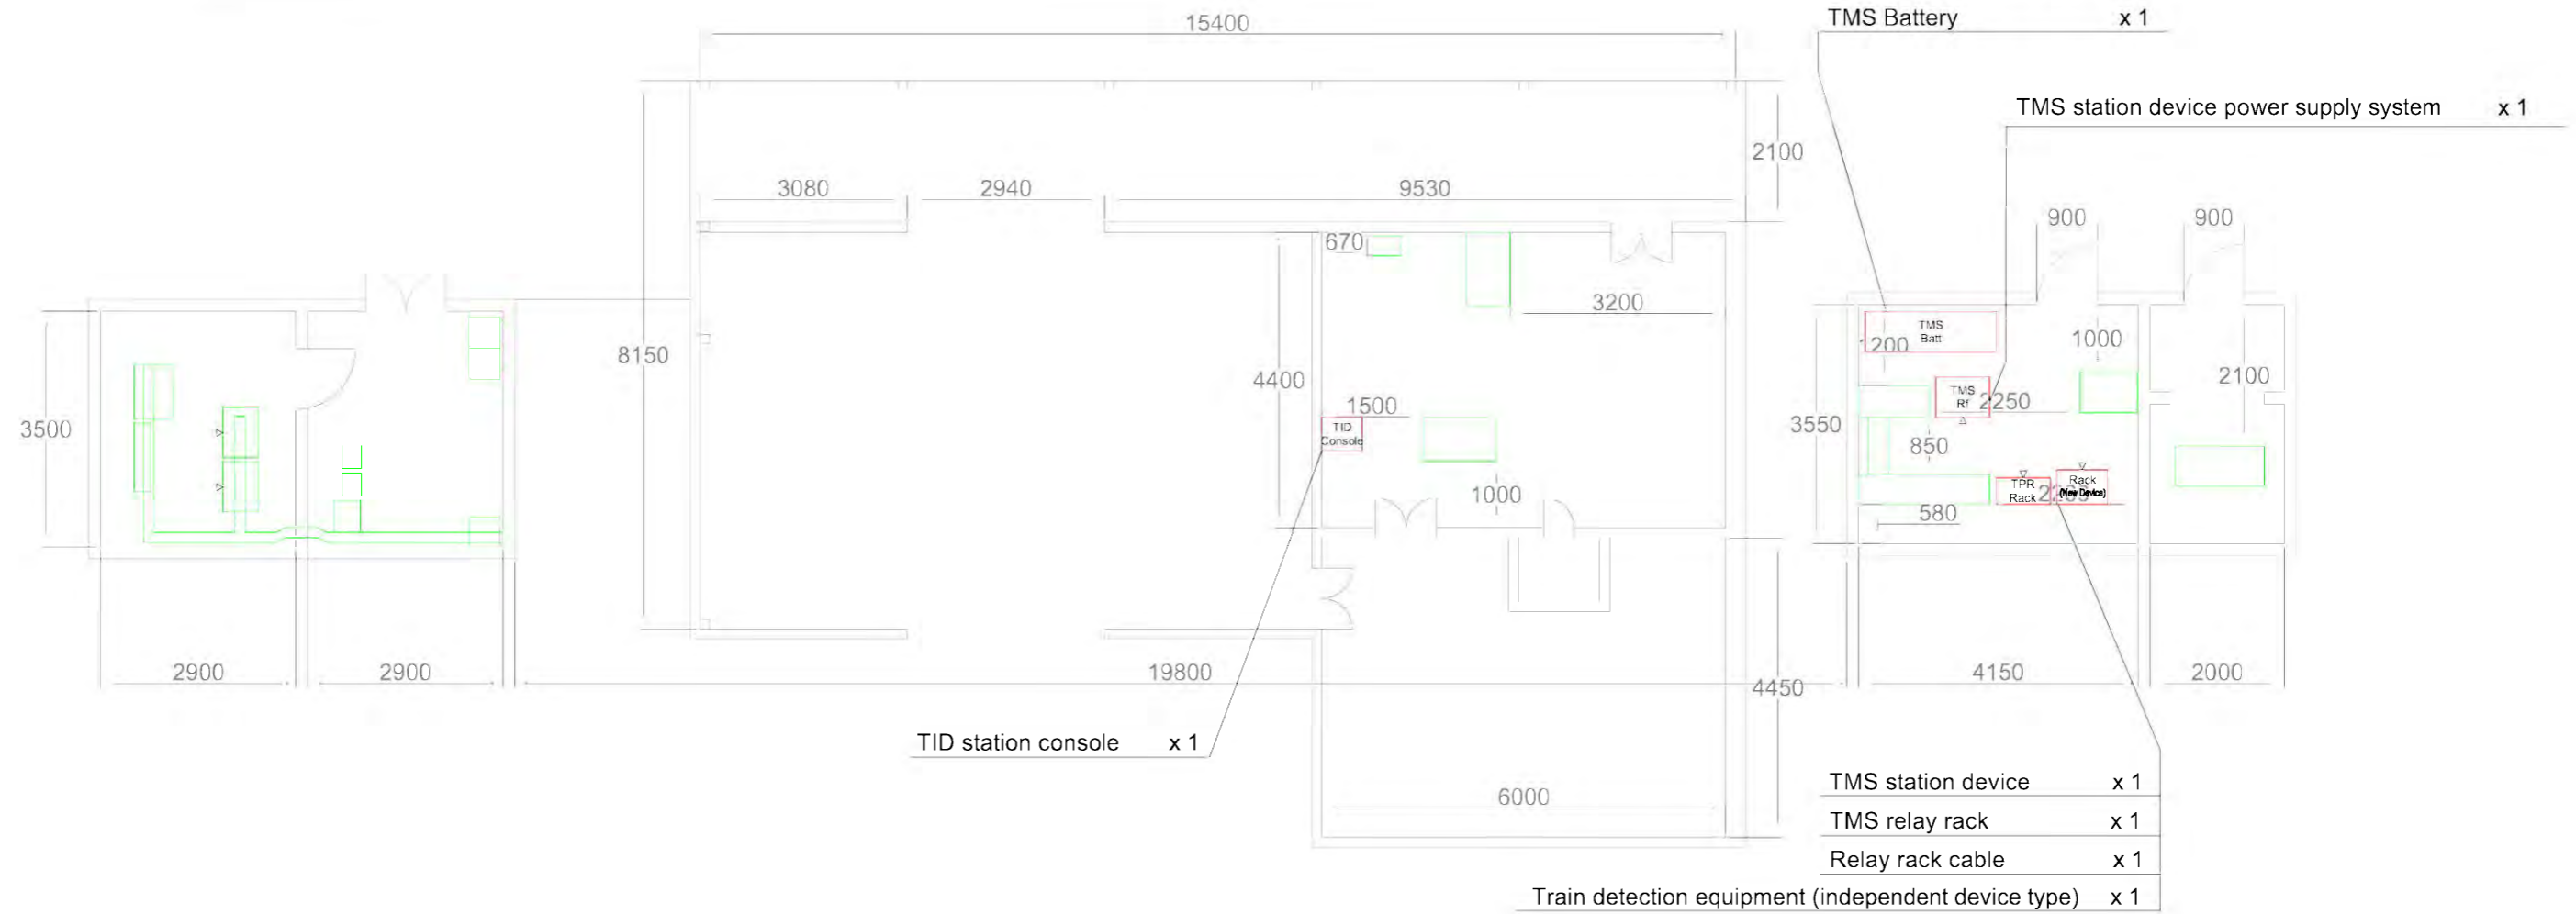 15400
TMS Battery x 1
TMS station device power supply system x 1
2100
3080
2940
9530
900
900
670
3200
TMS
Batt
1200
1000
8150
4400
2100
TMS
Rf
2250
1500
3500
TID
Console
3550
850
1000
TPR
Rack
Rack
(New Device)
580
2900
2900
19800
4450
4150
2000
TID station console x 1
6000
TMS station device x 1
TMS relay rack x 1
Relay rack cable x 1
Train detection equipment (independent device type) x 1